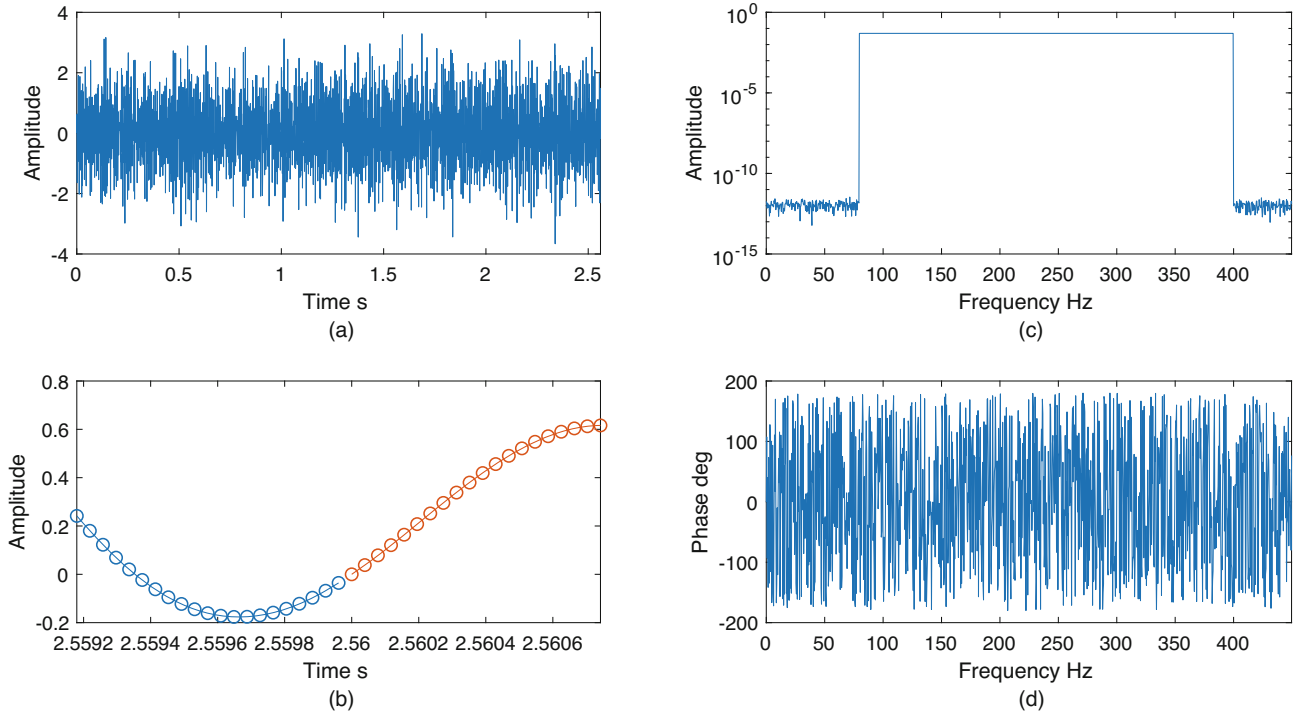 4
2
0
-2
-4
Amplitude
0 0.5 1 1.5 2 2.5
Time s
(a)
10^0
10^-5
10^-10
10^-15
Amplitude
0 50 100 150 200 250 300 350 400
Frequency Hz
(c)
0.8
0.6
0.4
0.2
0
-0.2
Amplitude
2.5592 2.5594 2.5596 2.5598 2.56 2.5602 2.5604 2.5606
Time s
(b)
200
100
0
-100
-200
Phase deg
0 50 100 150 200 250 300 350 400
Frequency Hz
(d)